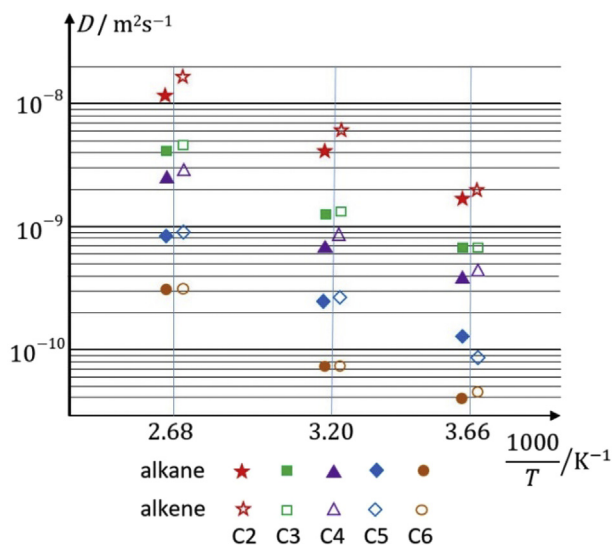 D / m²s⁻¹
10⁻⁸
10⁻⁹
10⁻¹⁰
2.68 3.20 3.66
1000/T /K⁻¹
alkane
alkene
C2 C3 C4 C5 C6